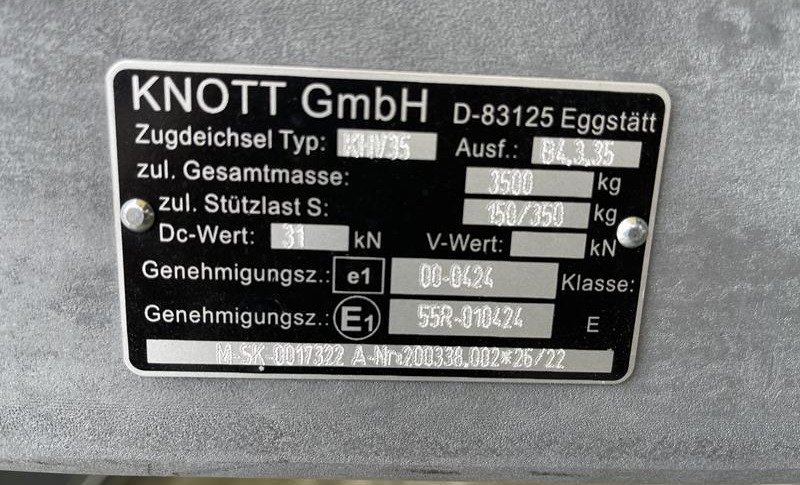 KNOTT GmbH D-83125 Eggstätt
Zugdeichsel Typ: KHV35 Ausf.: B4.3.35
zul. Gesamtmasse: 3500 kg
zul. Stützlast S: 150/350 kg
Dc-Wert: 31 kN V-Wert: kN
Genehmigungsz.: e1 00-0424 Klasse:
Genehmigungsz.: E1 55R-010424 E
M-SK-0017322 A-Nr:200338.002*26/22